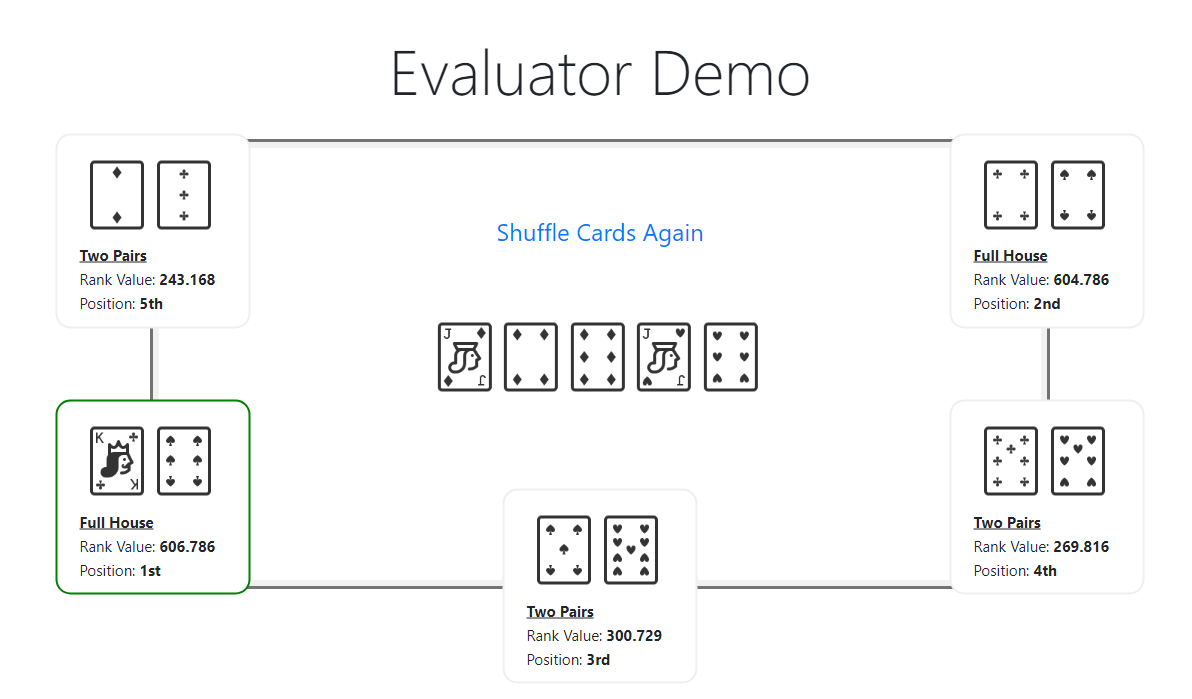 Evaluator Demo
Two Pairs
Rank Value: 243.168
Position: 5th
Full House
Rank Value: 604.786
Position: 2nd
Shuffle Cards Again
J
J
J
J
K
K
Full House
Rank Value: 606.786
Position: 1st
Two Pairs
Rank Value: 269.816
Position: 4th
Two Pairs
Rank Value: 300.729
Position: 3rd